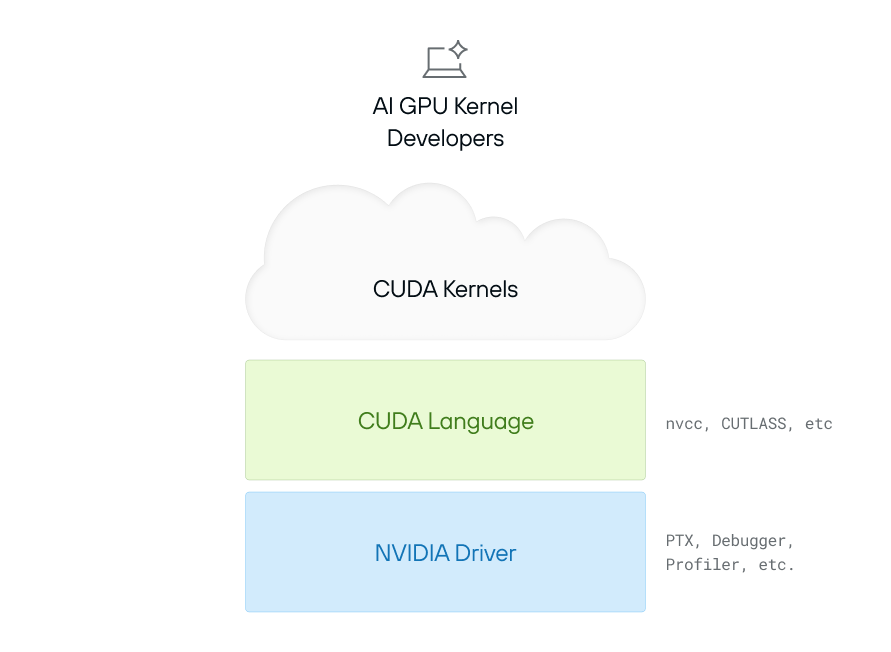 AI GPU Kernel
Developers
CUDA Kernels
CUDA Language
nvcc, CUTLASS, etc
NVIDIA Driver
PTX, Debugger,
Profiler, etc.